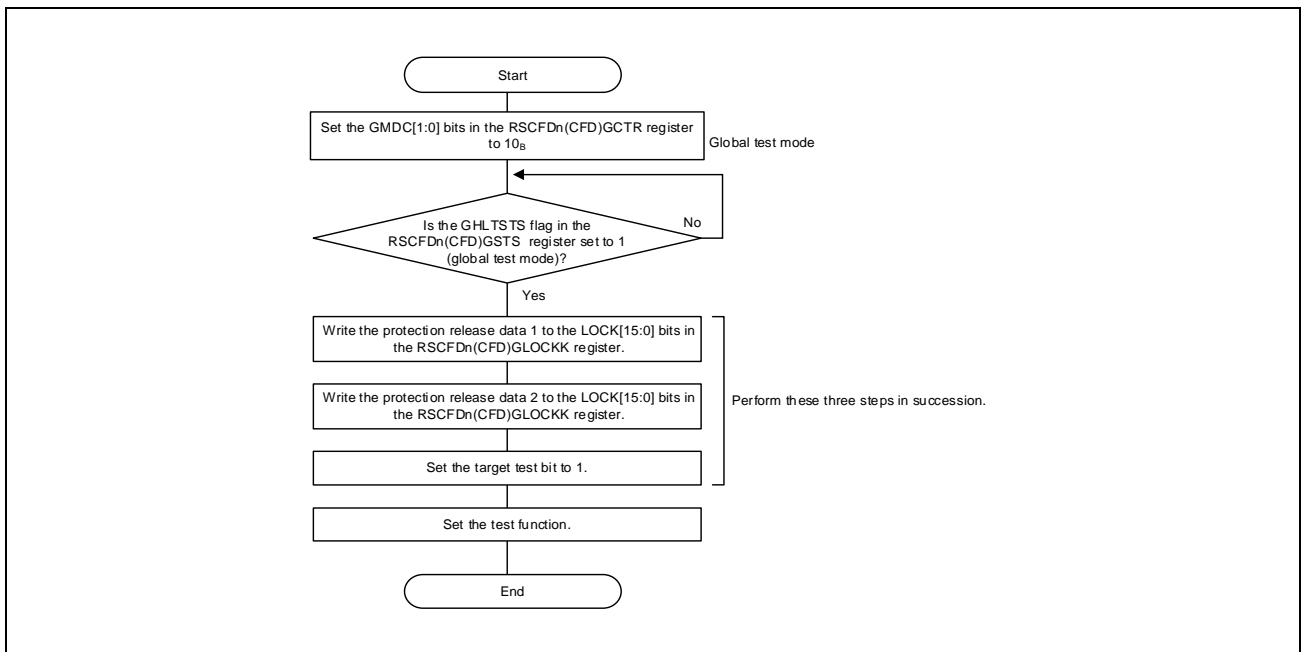 Start
Set the GMDC[1:0] bits in the RSCFDn(CFD)GCTR register
to 10B
Global test mode
Is the GHLTSTS flag in the
RSCFDn(CFD)GSTS register set to 1
(global test mode)?
No
Yes
Write the protection release data 1 to the LOCK[15:0] bits in
the RSCFDn(CFD)GLOCKK register.
Write the protection release data 2 to the LOCK[15:0] bits in
the RSCFDn(CFD)GLOCKK register.
Perform these three steps in succession.
Set the target test bit to 1.
Set the test function.
End